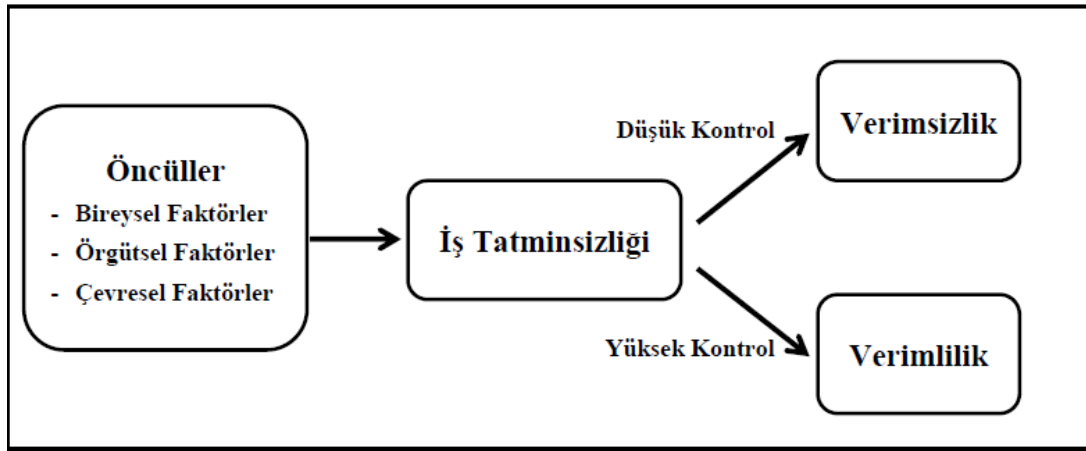 Öncüller
- Bireysel Faktörler
- Örgütsel Faktörler
- Çevresel Faktörler
İş Tatminsizliği
Düşük Kontrol
Verimsizlik
Yüksek Kontrol
Verimlilik